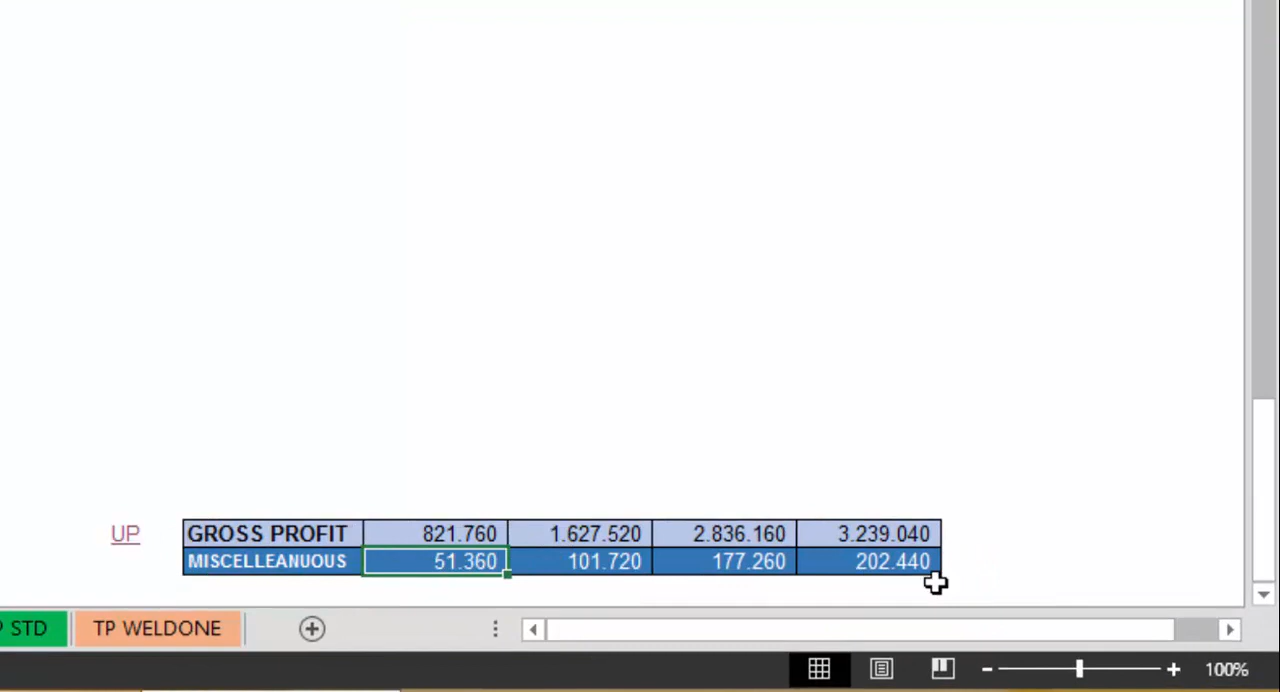 UP GROSS PROFIT 821.760 1.627.520 2.836.160 3.239.040
MISCELLEANUOUS 51.360 101.720 177.260 202.440
P STD TP WELDONE
100%